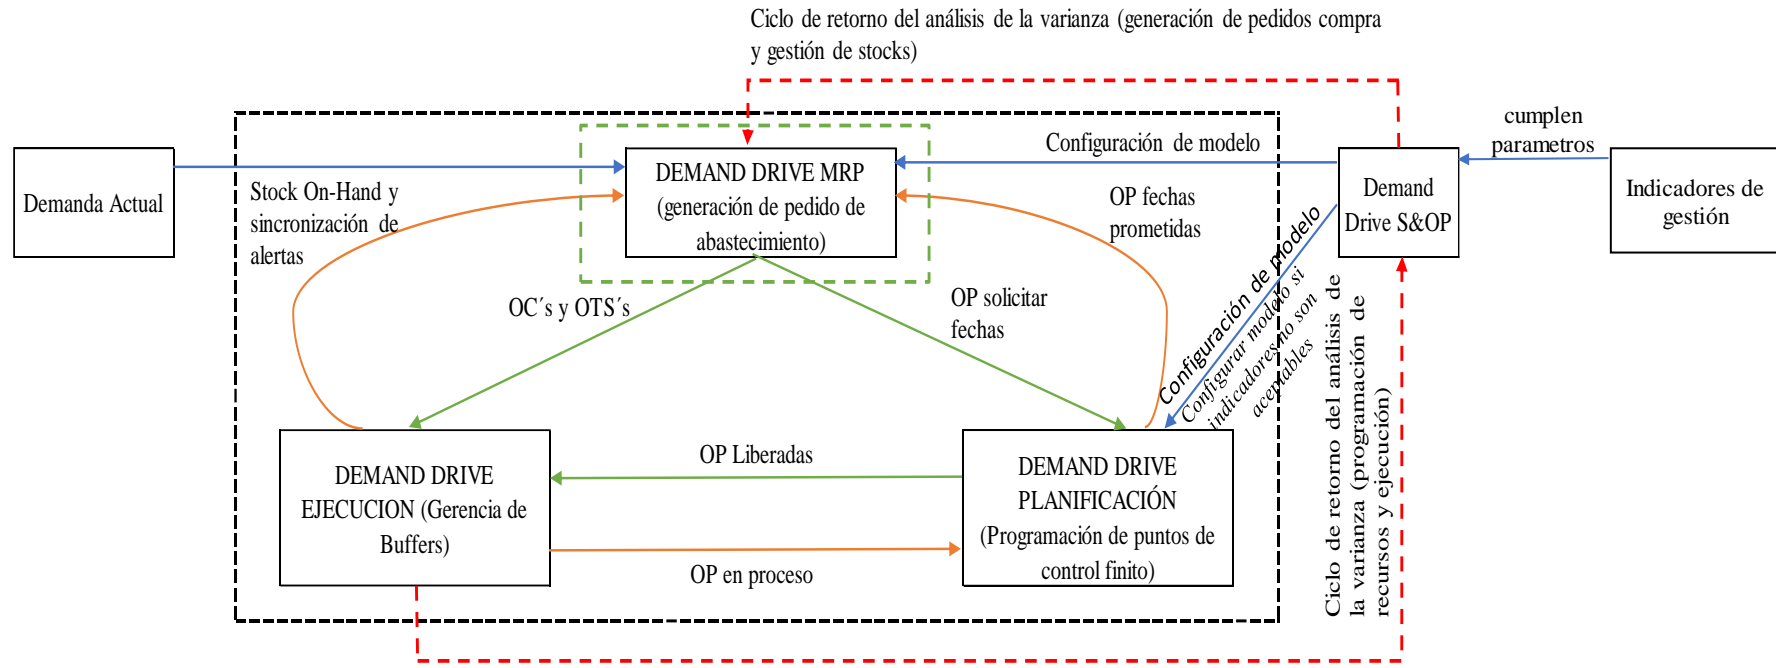 Ciclo de retorno del análisis de la varianza (generación de pedidos compra
y gestión de stocks)
Demanda Actual
Stock On-Hand y
sincronización de
alertas
DEMAND DRIVE MRP
(generación de pedido de
abastecimiento)
Configuración de modelo
OP fechas
prometidas
cumplen
parametros
Demand
Drive S&OP
Indicadores de
gestión
OC´s y OTS´s
OP solicitar
fechas
Configuración de modelo
Configurar modelo si
indicadores no son
aceptables
Ciclo de retorno del análisis de
la varianza (programación de
recursos y ejecución)
DEMAND DRIVE
EJECUCION (Gerencia de
Buffers)
OP Liberadas
OP en proceso
DEMAND DRIVE
PLANIFICACIÓN
(Programación de puntos de
control finito)